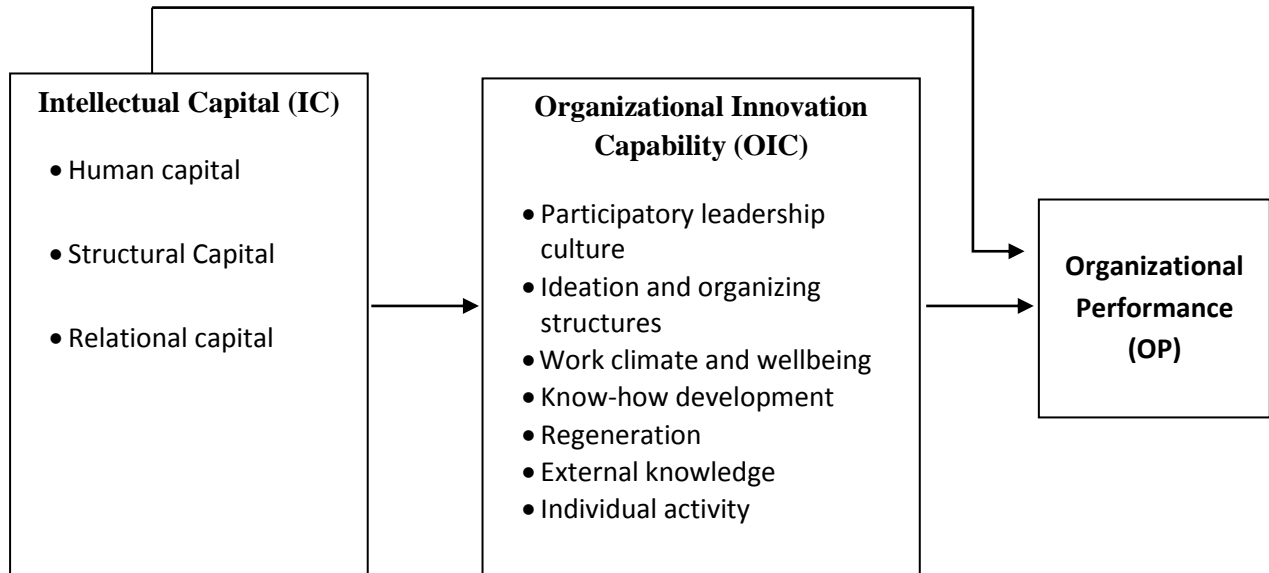 Intellectual Capital (IC)
• Human capital
• Structural Capital
• Relational capital
Organizational Innovation
Capability (OIC)
• Participatory leadership
culture
• Ideation and organizing
structures
• Work climate and wellbeing
• Know-how development
• Regeneration
• External knowledge
• Individual activity
Organizational
Performance
(OP)